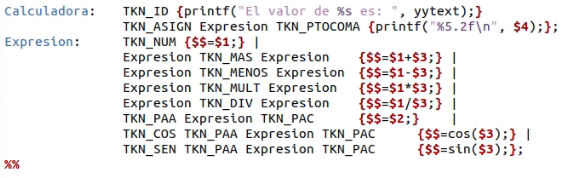 Calculadora: TKN_ID {printf("El valor de %s es: ", yytext);}
TKN_ASIGN Expresion TKN_PTOCOMA {printf("%5.2f\n", $4);};
Expresion: TKN_NUM {$$=$1;} |
Expresion TKN_MAS Expresion {$$=$1+$3;} |
Expresion TKN_MENOS Expresion {$$=$1-$3;} |
Expresion TKN_MULT Expresion {$$=$1*$3;} |
Expresion TKN_DIV Expresion {$$=$1/$3;} |
TKN_PAA Expresion TKN_PAC {$$=$2;} |
TKN_COS TKN_PAA Expresion TKN_PAC {$$=cos($3);} |
TKN_SEN TKN_PAA Expresion TKN_PAC {$$=sin($3);};
%%